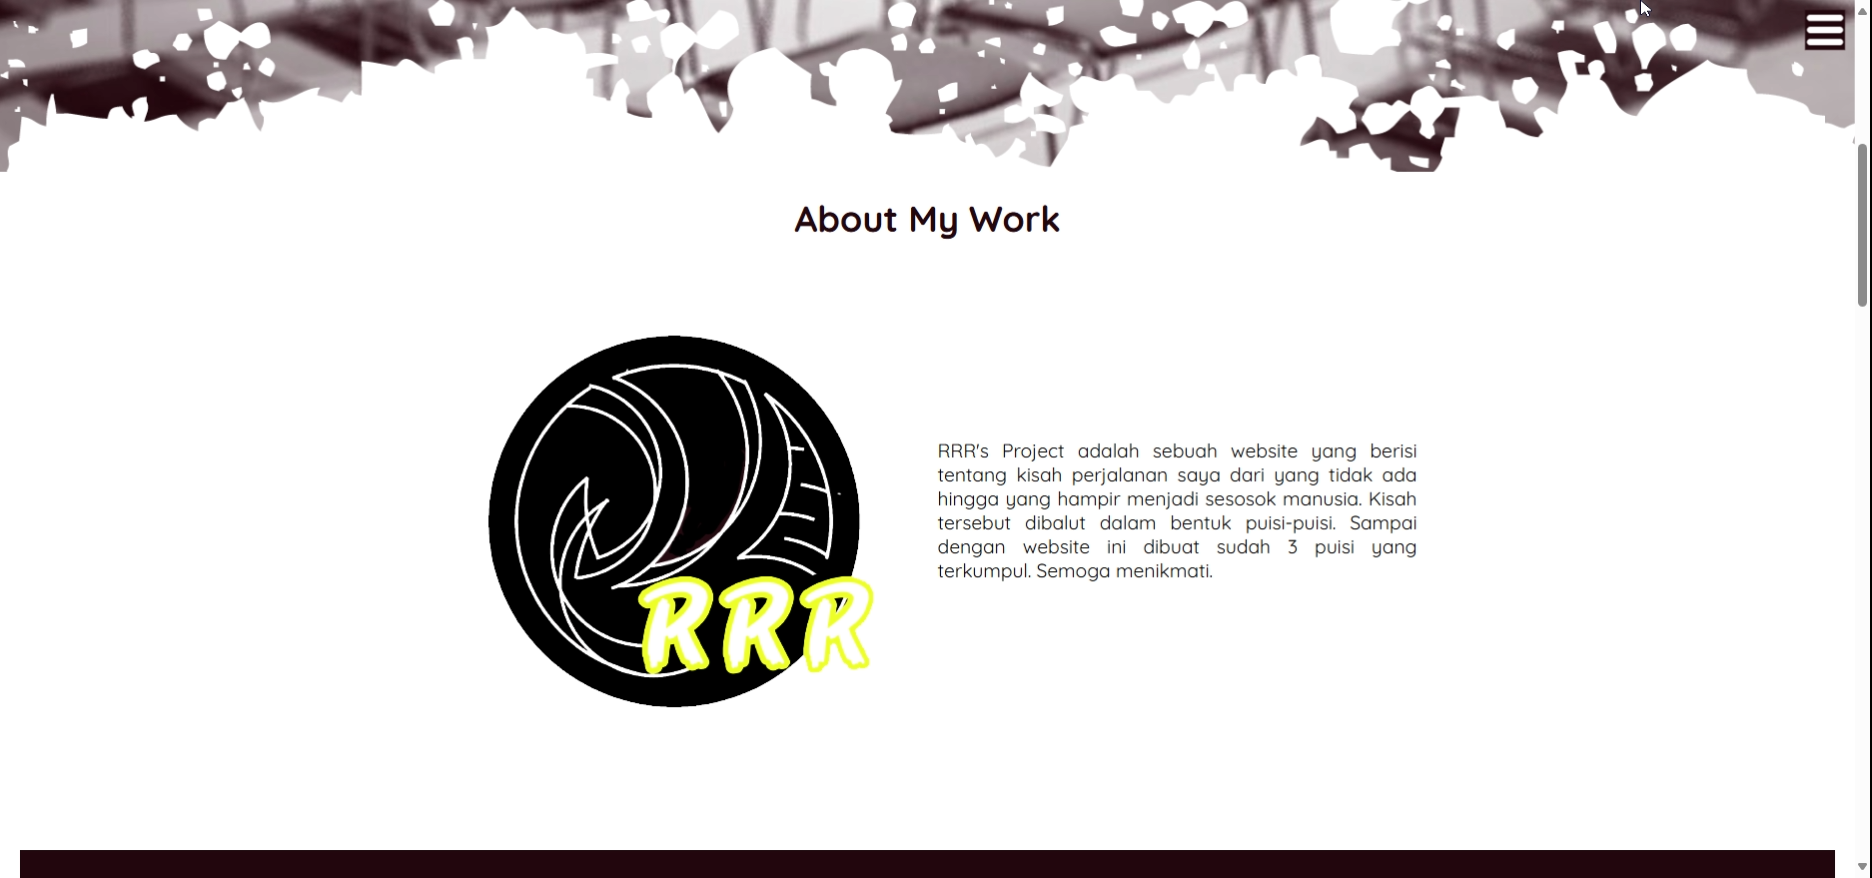 About My Work
RRR's Project adalah sebuah website yang berisi
tentang kisah perjalanan saya dari yang tidak ada
hingga yang hampir menjadi sesosok manusia. Kisah
tersebut dibalut dalam bentuk puisi-puisi. Sampai
dengan website ini dibuat sudah 3 puisi yang
terkumpul. Semoga menikmati.
RRR